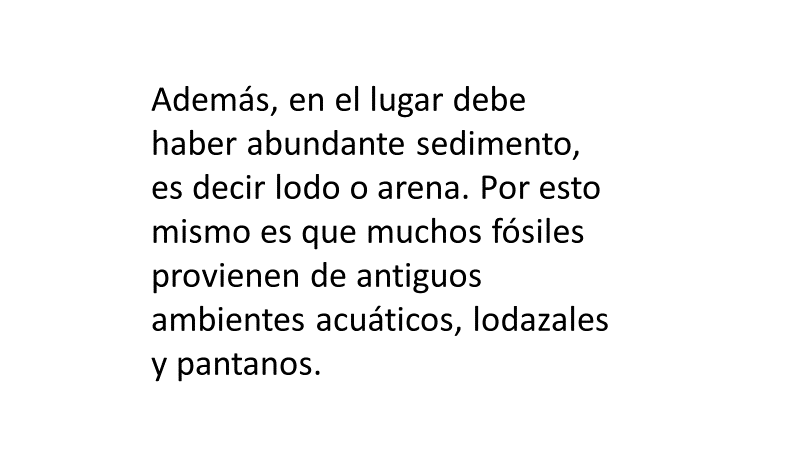 Además, en el lugar debe
haber abundante sedimento,
es decir lodo o arena. Por esto
mismo es que muchos fósiles
provienen de antiguos
ambientes acuáticos, lodazales
y pantanos.